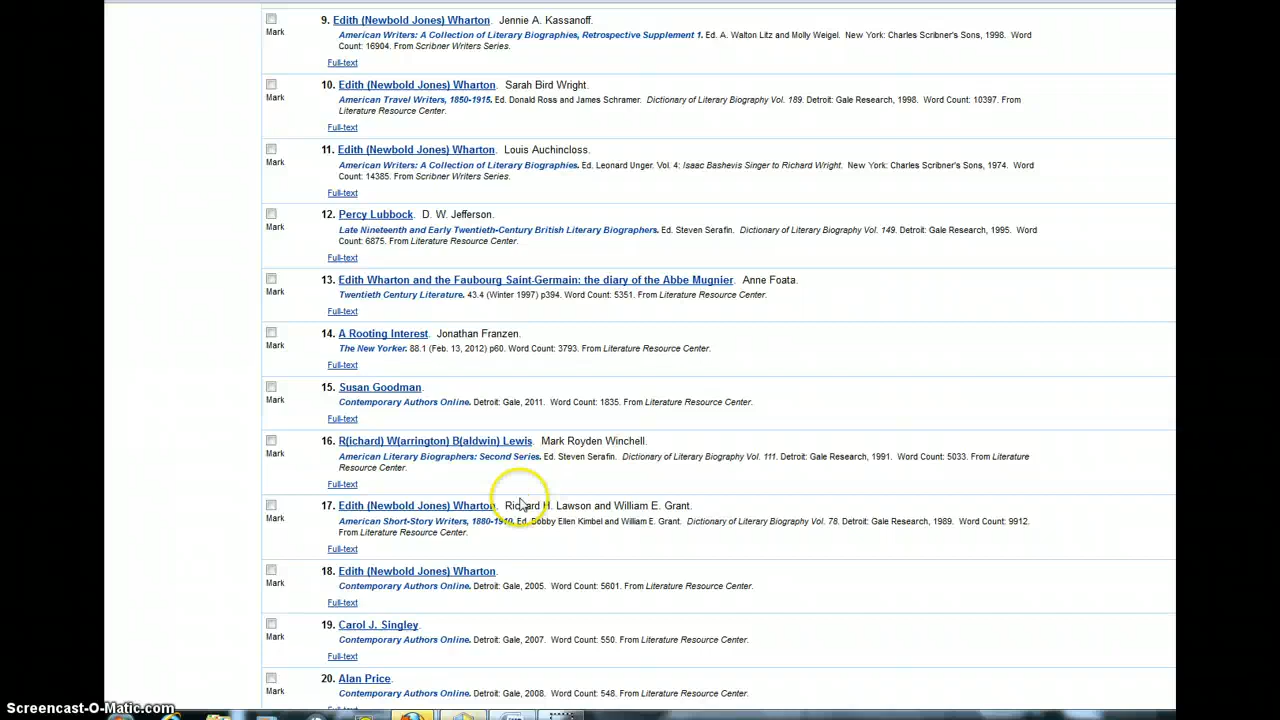 9. Edith (Newbold Jones) Wharton. Jennie A. Kassanoff.
Mark
American Writers: A Collection of Literary Biographies, Retrospective Supplement 1. Ed. A. Walton Litz and Molly Weigel. New York: Charles Scribner's Sons, 1998. Word
Count: 16904. From Scribner Writers Series.
Full-text
10. Edith (Newbold Jones) Wharton. Sarah Bird Wright.
Mark
American Travel Writers, 1850-1915. Ed. Donald Ross and James Schramer. Dictionary of Literary Biography Vol. 189. Detroit: Gale Research, 1998. Word Count: 10397. From
Literature Resource Center.
Full-text
11. Edith (Newbold Jones) Wharton. Louis Auchincloss.
Mark
American Writers: A Collection of Literary Biographies. Ed. Leonard Unger. Vol. 4: Isaac Bashevis Singer to Richard Wright. New York: Charles Scribner's Sons, 1974. Word
Count: 14385. From Scribner Writers Series.
Full-text
12. Percy Lubbock. D. W. Jefferson.
Mark
Late Nineteenth and Early Twentieth-Century British Literary Biographers. Ed. Steven Serafin. Dictionary of Literary Biography Vol. 149. Detroit: Gale Research, 1995. Word
Count: 6875. From Literature Resource Center.
Full-text
13. Edith Wharton and the Faubourg Saint-Germain: the diary of the Abbe Mugnier. Anne Foata.
Mark
Twentieth Century Literature. 43.4 (Winter 1997) p394. Word Count: 5351. From Literature Resource Center.
Full-text
14. A Rooting Interest. Jonathan Franzen.
Mark
The New Yorker. 88.1 (Feb. 13, 2012) p60. Word Count: 3793. From Literature Resource Center.
Full-text
15. Susan Goodman.
Mark
Contemporary Authors Online. Detroit: Gale, 2011. Word Count: 1835. From Literature Resource Center.
Full-text
16. R(ichard) W(arrington) B(aldwin) Lewis. Mark Royden Winchell.
Mark
American Literary Biographers: Second Series. Ed. Steven Serafin. Dictionary of Literary Biography Vol. 111. Detroit: Gale Research, 1991. Word Count: 5033. From Literature
Resource Center.
Full-text
17. Edith (Newbold Jones) Wharton. Richard H. Lawson and William E. Grant.
Mark
American Short-Story Writers, 1880-1910. Ed. Bobby Ellen Kimbel and William E. Grant. Dictionary of Literary Biography Vol. 78. Detroit: Gale Research, 1989. Word Count: 9912.
From Literature Resource Center.
Full-text
18. Edith (Newbold Jones) Wharton.
Mark
Contemporary Authors Online. Detroit: Gale, 2005. Word Count: 5601. From Literature Resource Center.
Full-text
19. Carol J. Singley.
Mark
Contemporary Authors Online. Detroit: Gale, 2007. Word Count: 550. From Literature Resource Center.
Full-text
20. Alan Price.
Mark
Contemporary Authors Online. Detroit: Gale, 2008. Word Count: 548. From Literature Resource Center.
Screencast-O-Matic.com